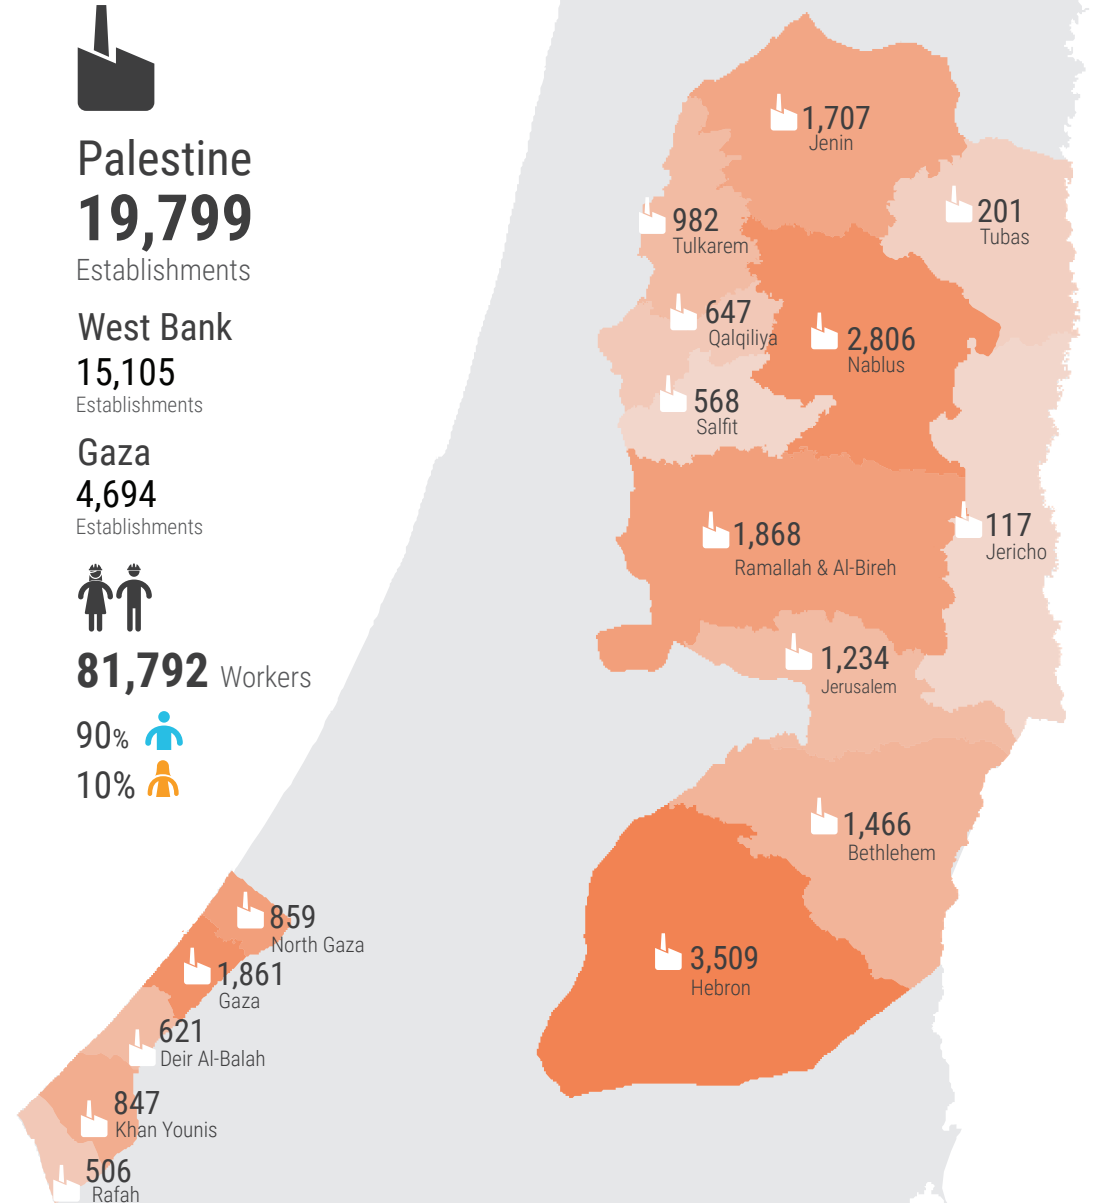 Palestine
19,799
Establishments
West Bank
15,105
Establishments
Gaza
4,694
Establishments
81,792 Workers
90%
10%
1,707
Jenin
201
Tubas
982
Tulkarem
647
Qalqiliya
2,806
Nablus
568
Salfit
1,868
Ramallah & Al-Bireh
117
Jericho
1,234
Jerusalem
1,466
Bethlehem
3,509
Hebron
859
North Gaza
1,861
Gaza
621
Deir Al-Balah
847
Khan Younis
506
Rafah